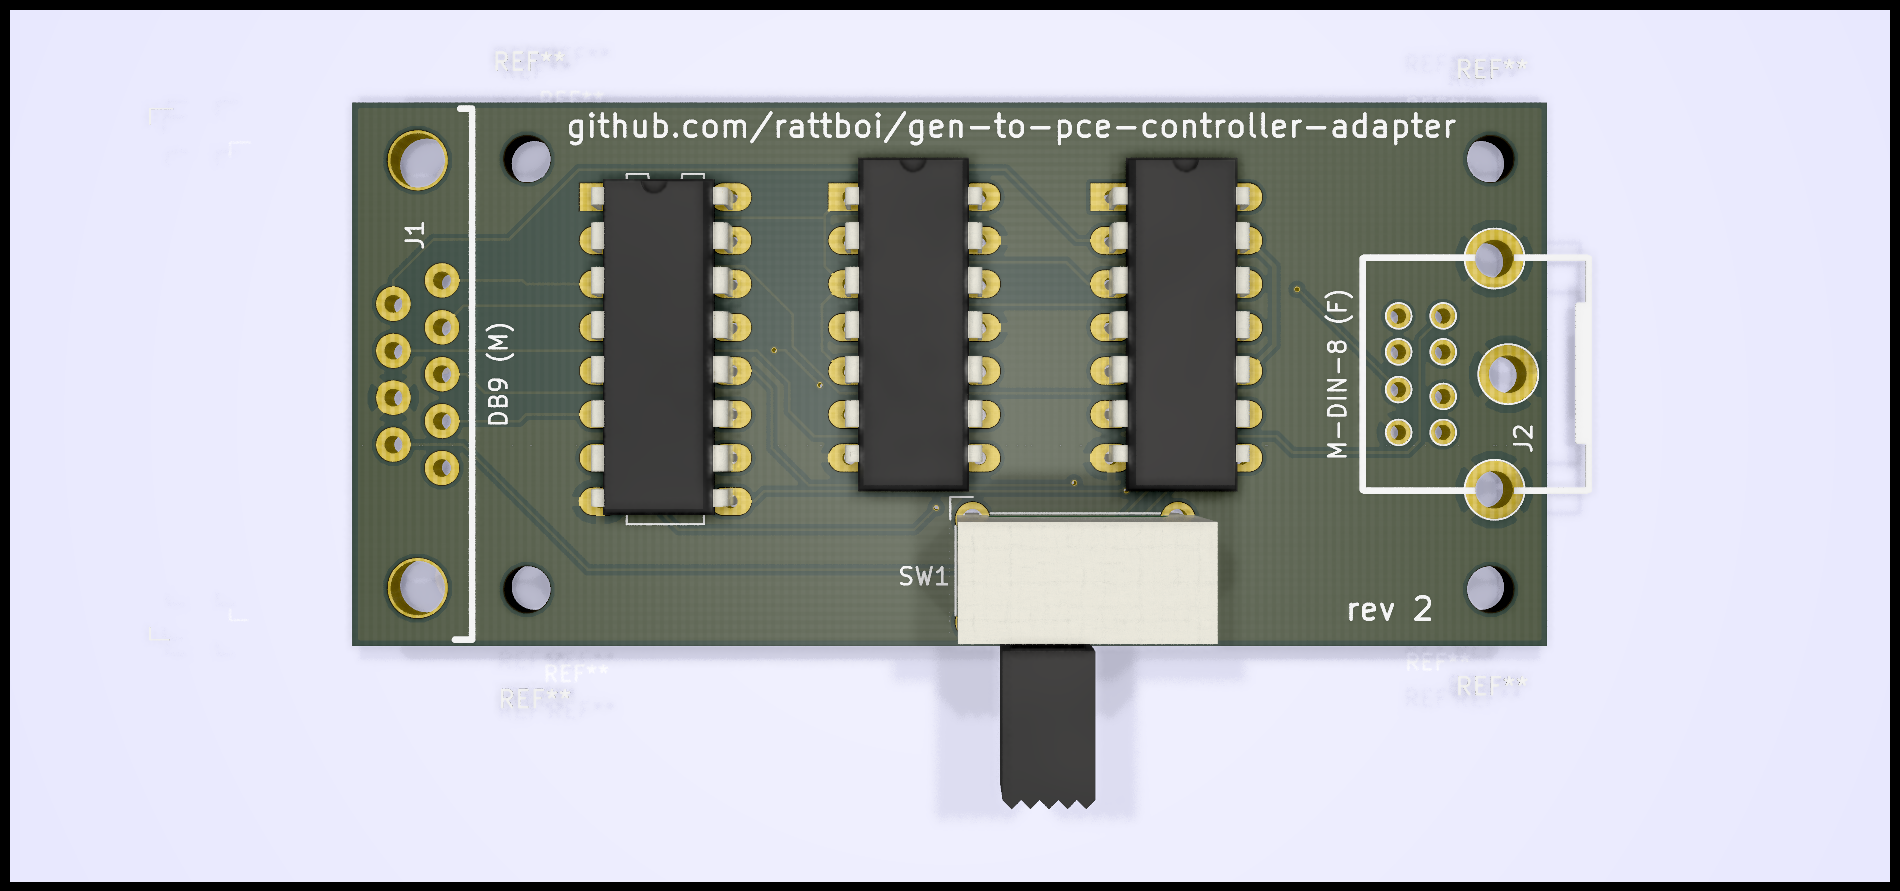 REF**
REF**
github.com/rattboi/gen-to-pce-controller-adapter
J1
DB9 (M)
M-DIN-8 (F)
J2
SW1
rev 2
REF**
REF**
REF**
REF**